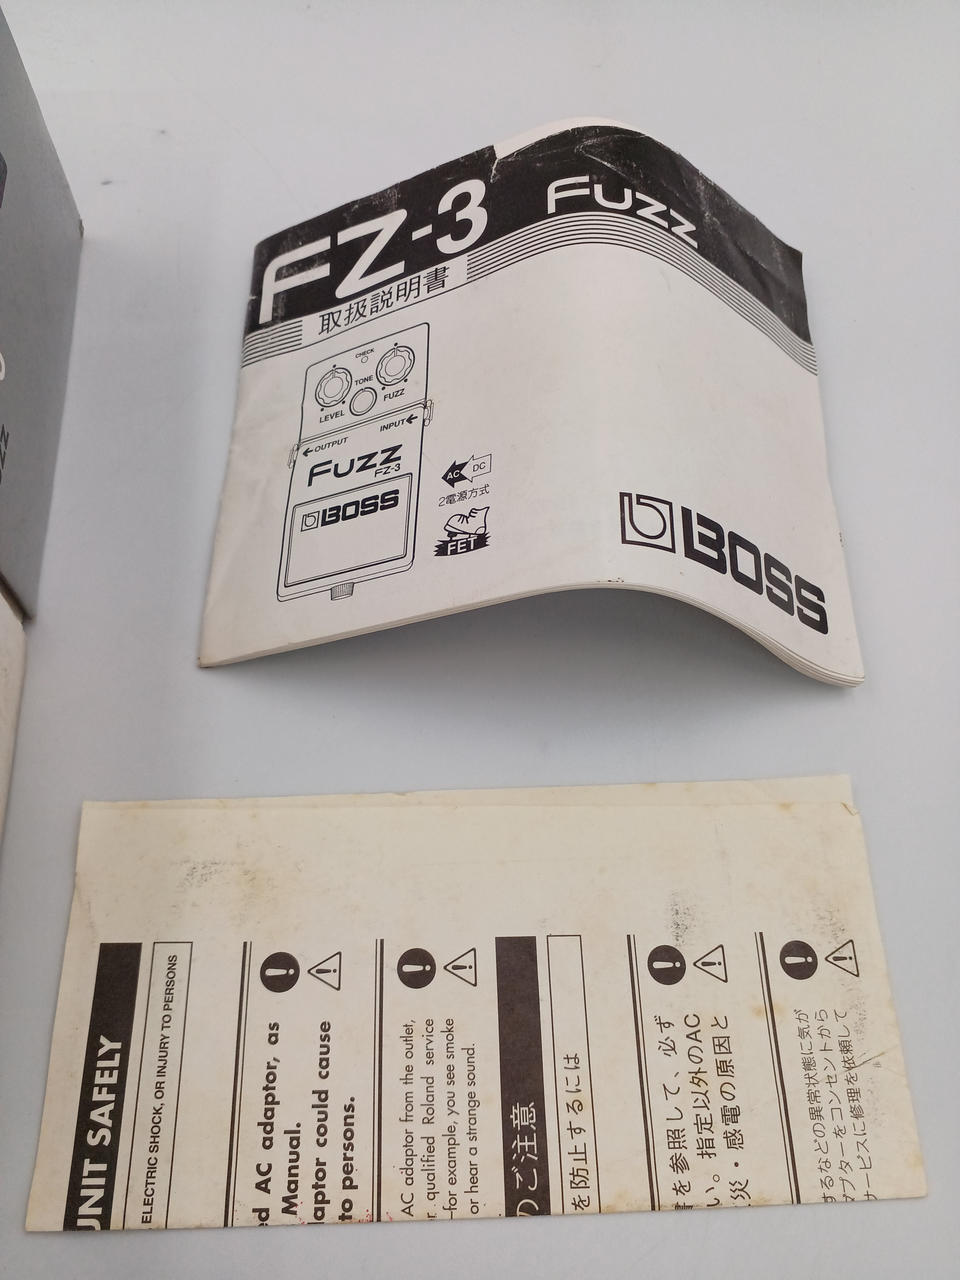 FZ-3 Fuzz
取扱説明書
CHECK
TONE
LEVEL FUZZ
←OUTPUT INPUT←
Fuzz
FZ-3
BOSS
AC DC
2電源方式
FET
BOSS
UNIT SAFELY
ELECTRIC SHOCK, OR INJURY TO PERSONS
AC adaptor, as
Manual.
could cause
to persons.
AC adaptor from the outlet,
qualified Roland service
for example, you see smoke
or hear a strange sound.
のご注意
を防止するには
を参照して、必ず
い。指定以外のAC
災・感電の原因と
するなどの異常状態に気が
プターをコンセントから
サービスに修理を依頼して